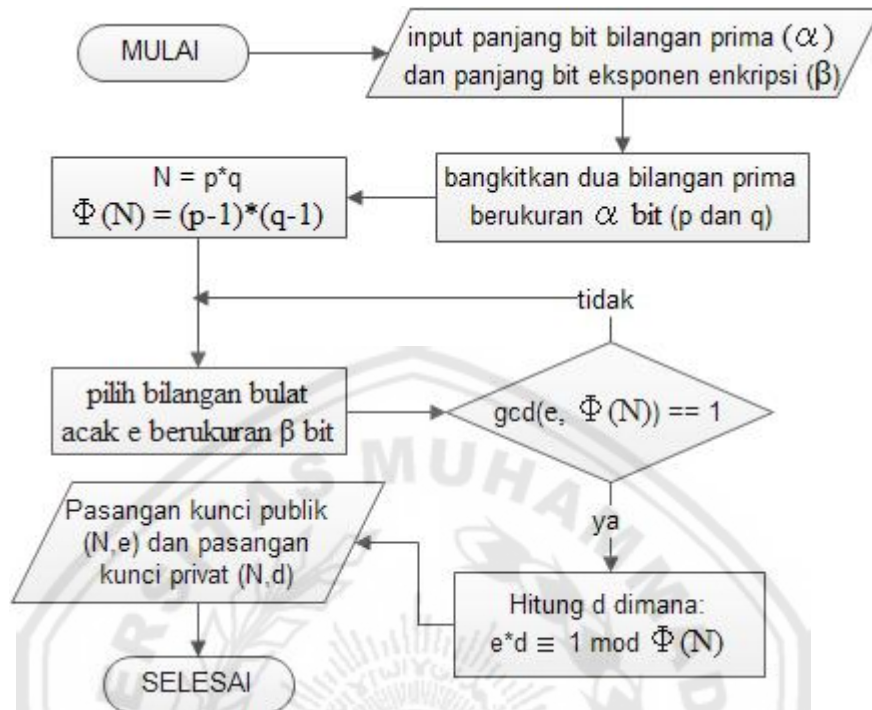 MULAI
input panjang bit bilangan prima (α)
dan panjang bit eksponen enkripsi (β)
bangkitkan dua bilangan prima
berukuran α bit (p dan q)
N = p*q
Φ(N) = (p-1)*(q-1)
tidak
pilih bilangan bulat
acak e berukuran β bit
gcd(e, Φ(N)) == 1
ya
Hitung d dimana:
e*d ≡ 1 mod Φ(N)
Pasangan kunci publik
(N,e) dan pasangan
kunci privat (N,d)
SELESAI
ERSITAS MUHAMMAD